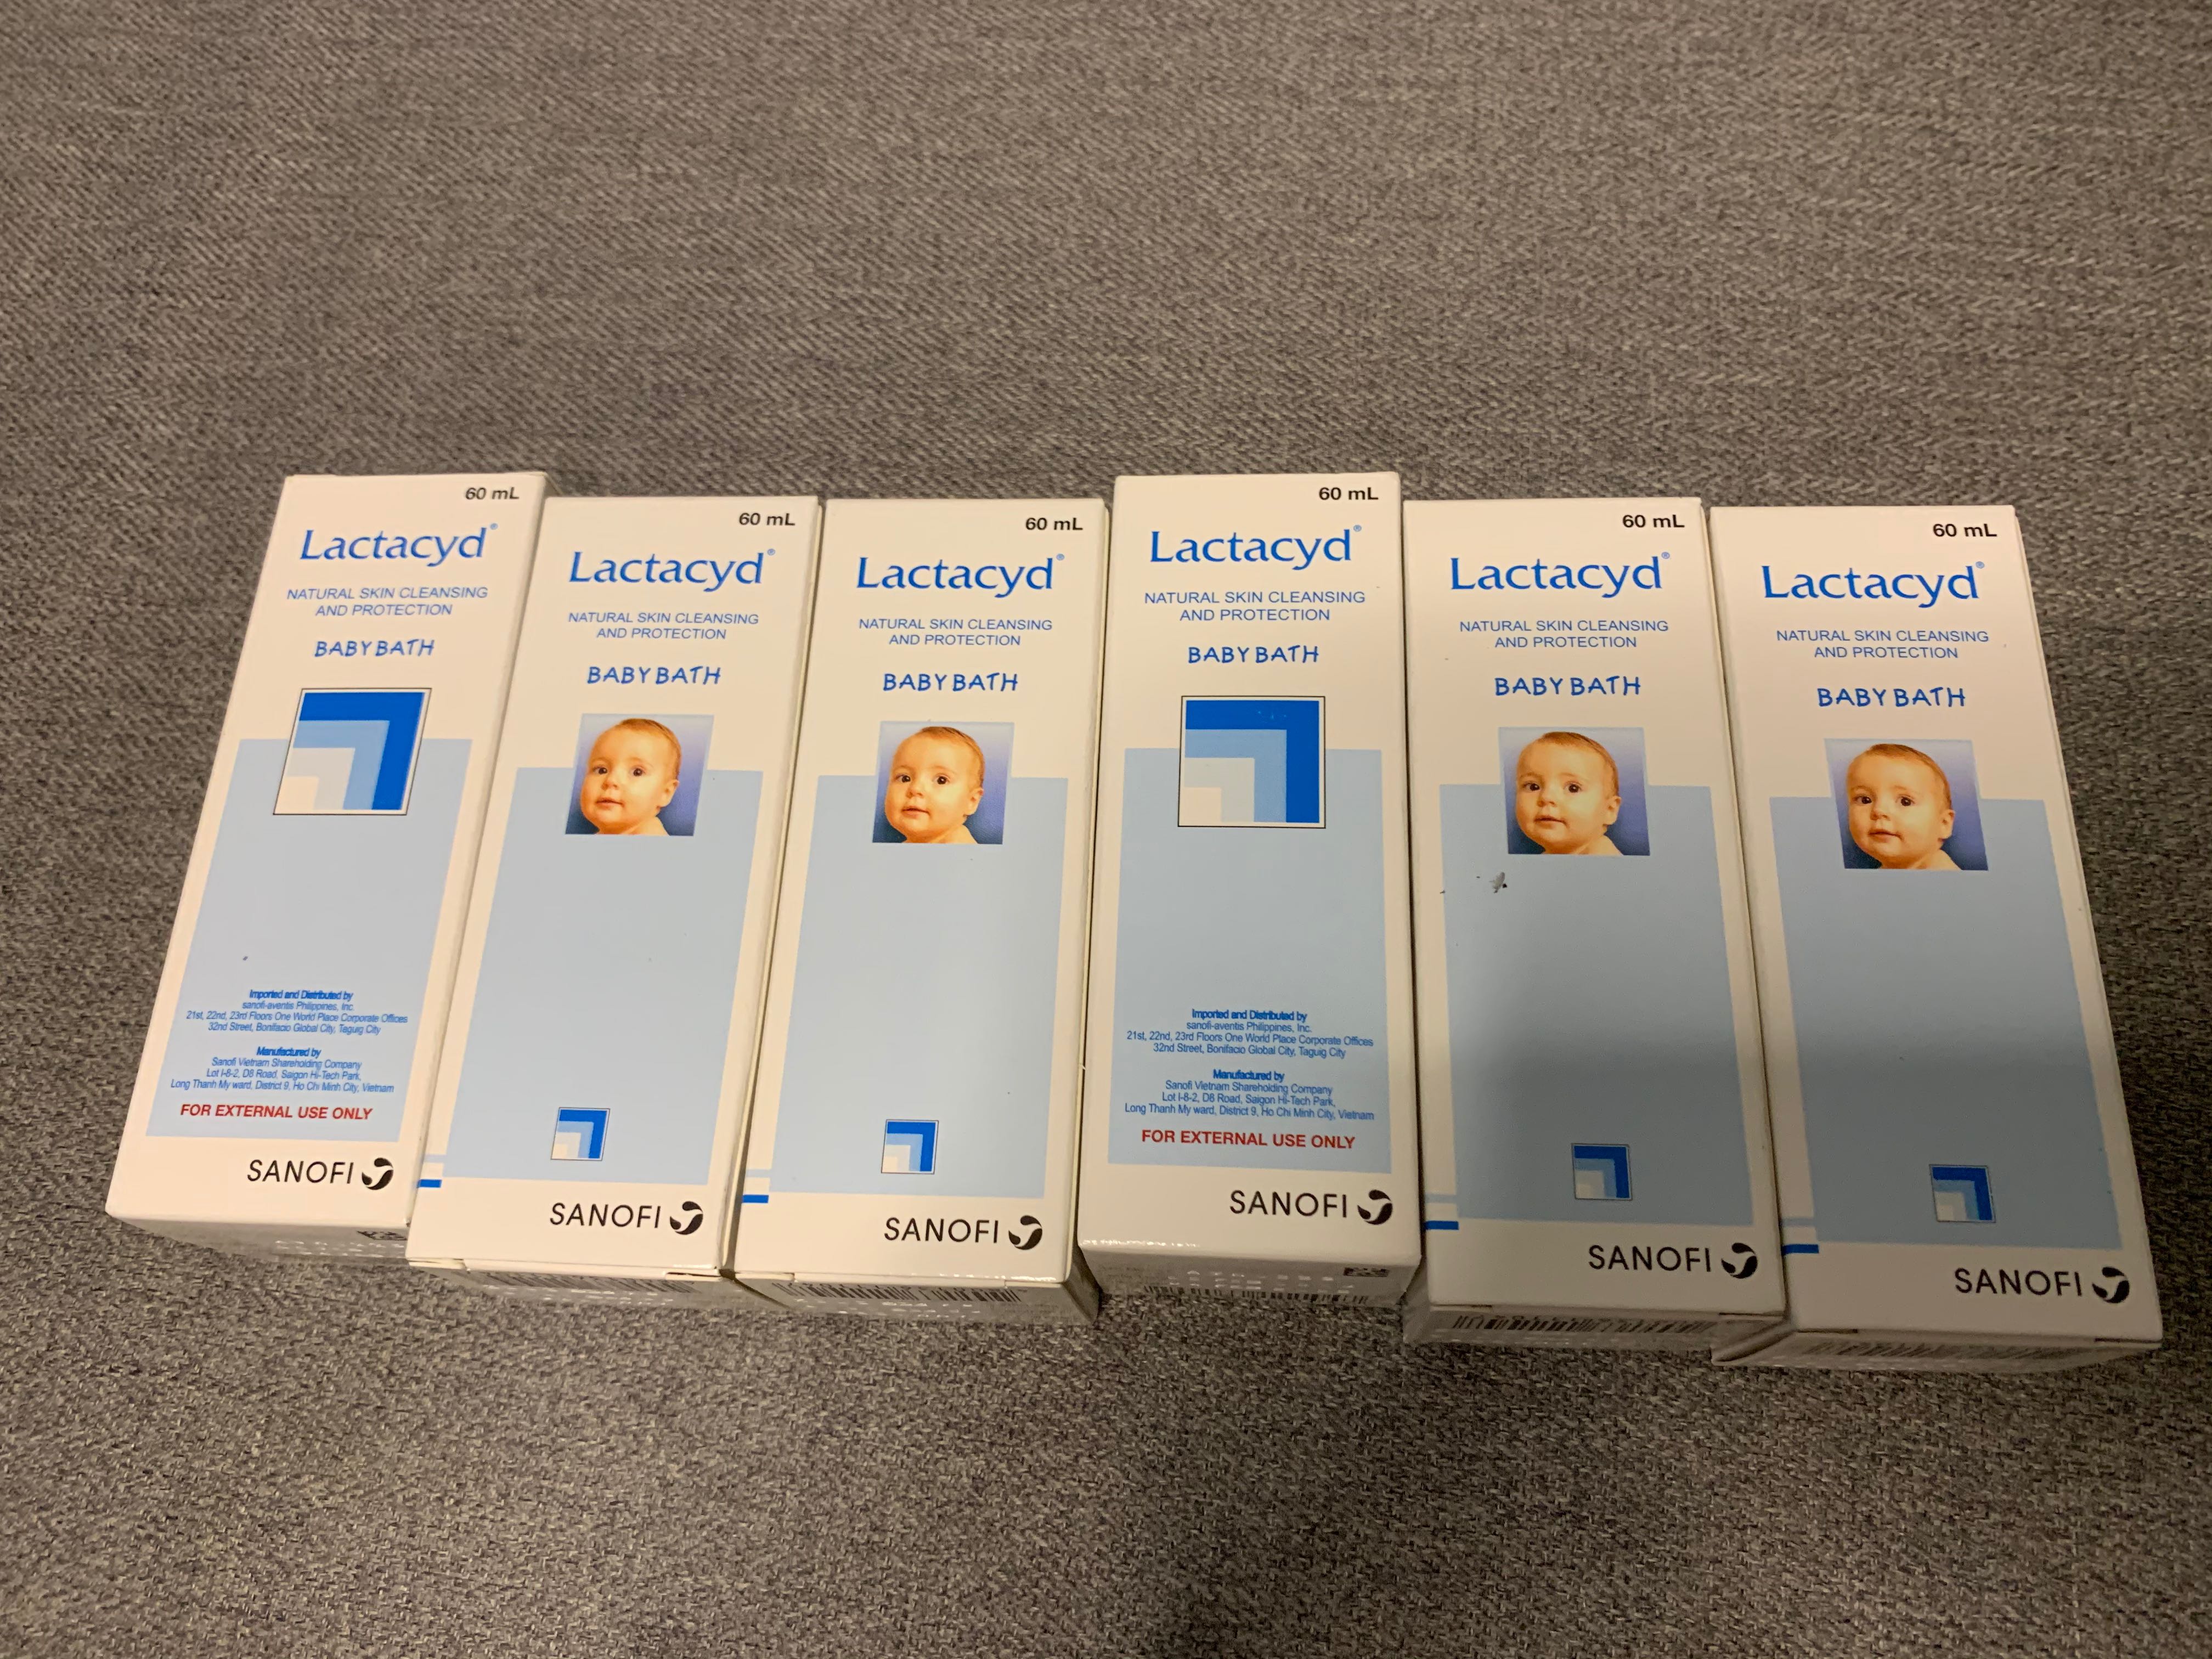 60 mL
Lactacyd®
NATURAL SKIN CLEANSING
AND PROTECTION
BABY BATH
Imported and Distributed by
sanofi-aventis Philippines, Inc.
21st, 22nd, 23rd Floors One World Place Corporate Offices
32nd Street, Bonifacio Global City, Taguig City
Manufactured by
Sanofi Vietnam Shareholding Company
Lot I-8-2, D8 Road, Saigon Hi-Tech Park,
Long Thanh My ward, District 9, Ho Chi Minh City, Vietnam
FOR EXTERNAL USE ONLY
SANOFI
60 mL
Lactacyd®
NATURAL SKIN CLEANSING
AND PROTECTION
BABY BATH
SANOFI
60 mL
Lactacyd®
NATURAL SKIN CLEANSING
AND PROTECTION
BABY BATH
SANOFI
60 mL
Lactacyd®
NATURAL SKIN CLEANSING
AND PROTECTION
BABY BATH
Imported and Distributed by
sanofi-aventis Philippines, Inc.
21st, 22nd, 23rd Floors One World Place Corporate Offices
32nd Street, Bonifacio Global City, Taguig City
Manufactured by
Sanofi Vietnam Shareholding Company
Lot I-8-2, D8 Road, Saigon Hi-Tech Park,
Long Thanh My ward, District 9, Ho Chi Minh City, Vietnam
FOR EXTERNAL USE ONLY
SANOFI
60 mL
Lactacyd®
NATURAL SKIN CLEANSING
AND PROTECTION
BABY BATH
SANOFI
60 mL
Lactacyd®
NATURAL SKIN CLEANSING
AND PROTECTION
BABY BATH
SANOFI